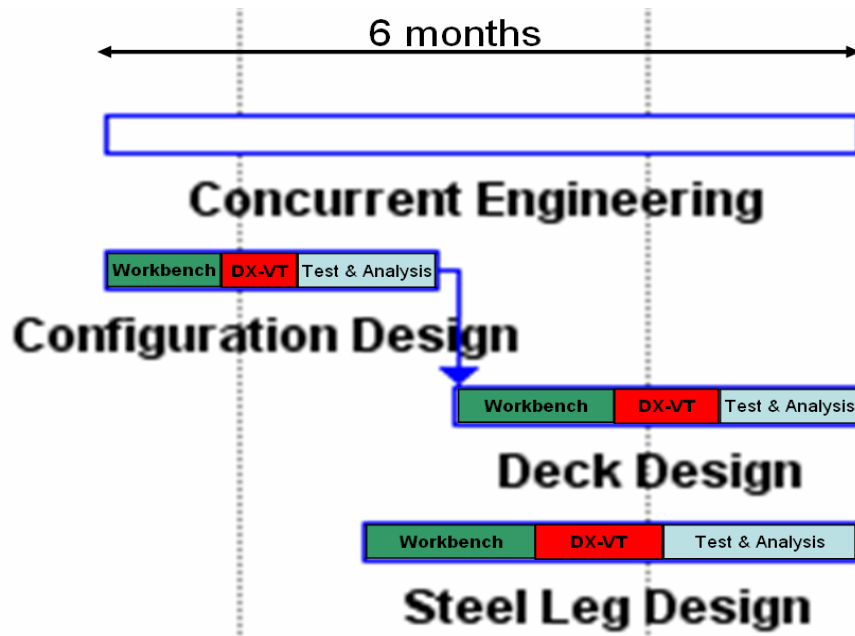 6 months
Concurrent Engineering
Workbench DX-VT Test & Analysis
Configuration Design
Workbench DX-VT Test & Analysis
Deck Design
Workbench DX-VT Test & Analysis
Steel Leg Design